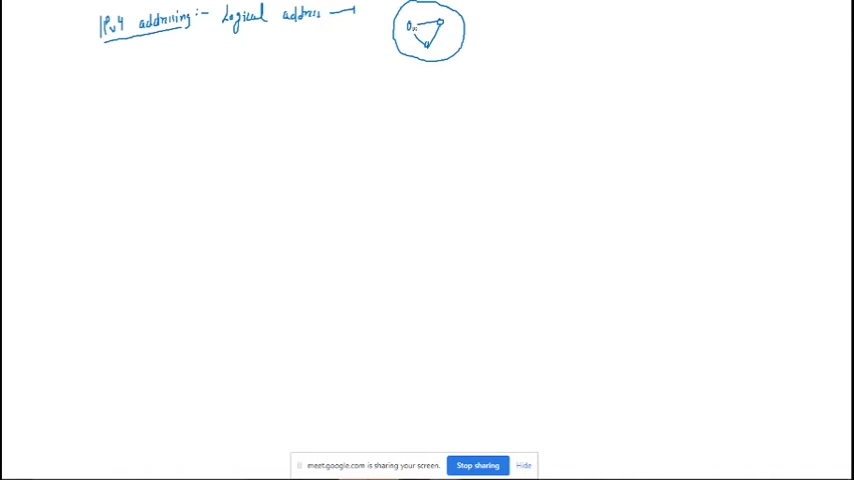 IPv4 addressing :- Logical address →
meet.google.com is sharing your screen. Stop sharing Hide